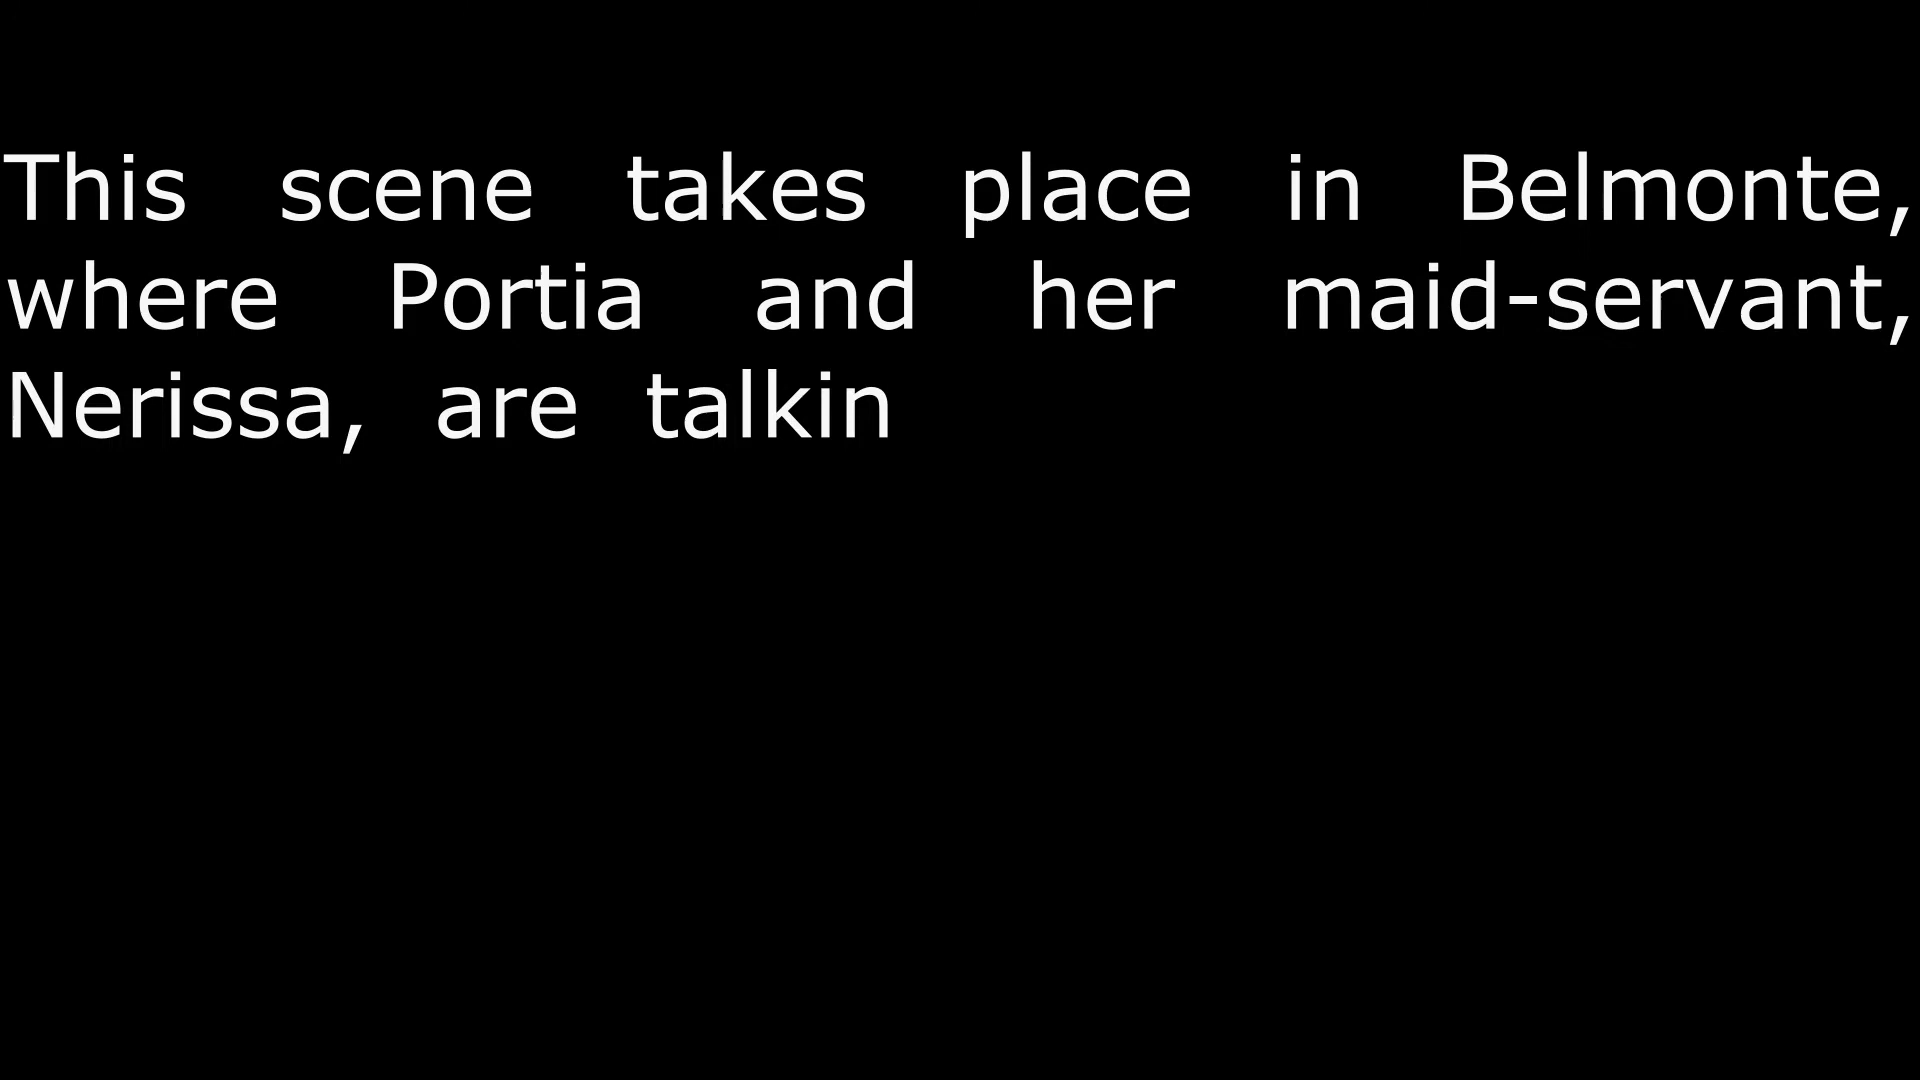 This scene takes place in Belmonte,
where Portia and her maid-servant,
Nerissa, are talkin